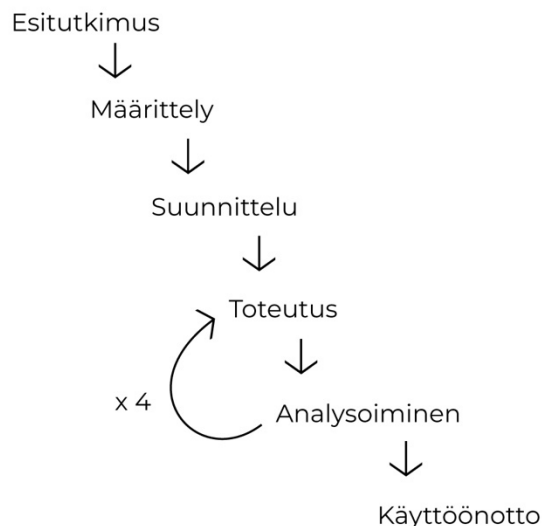 Esitutkimus
Määrittely
Suunnittelu
Toteutus
x 4
Analysoiminen
Käyttöönotto